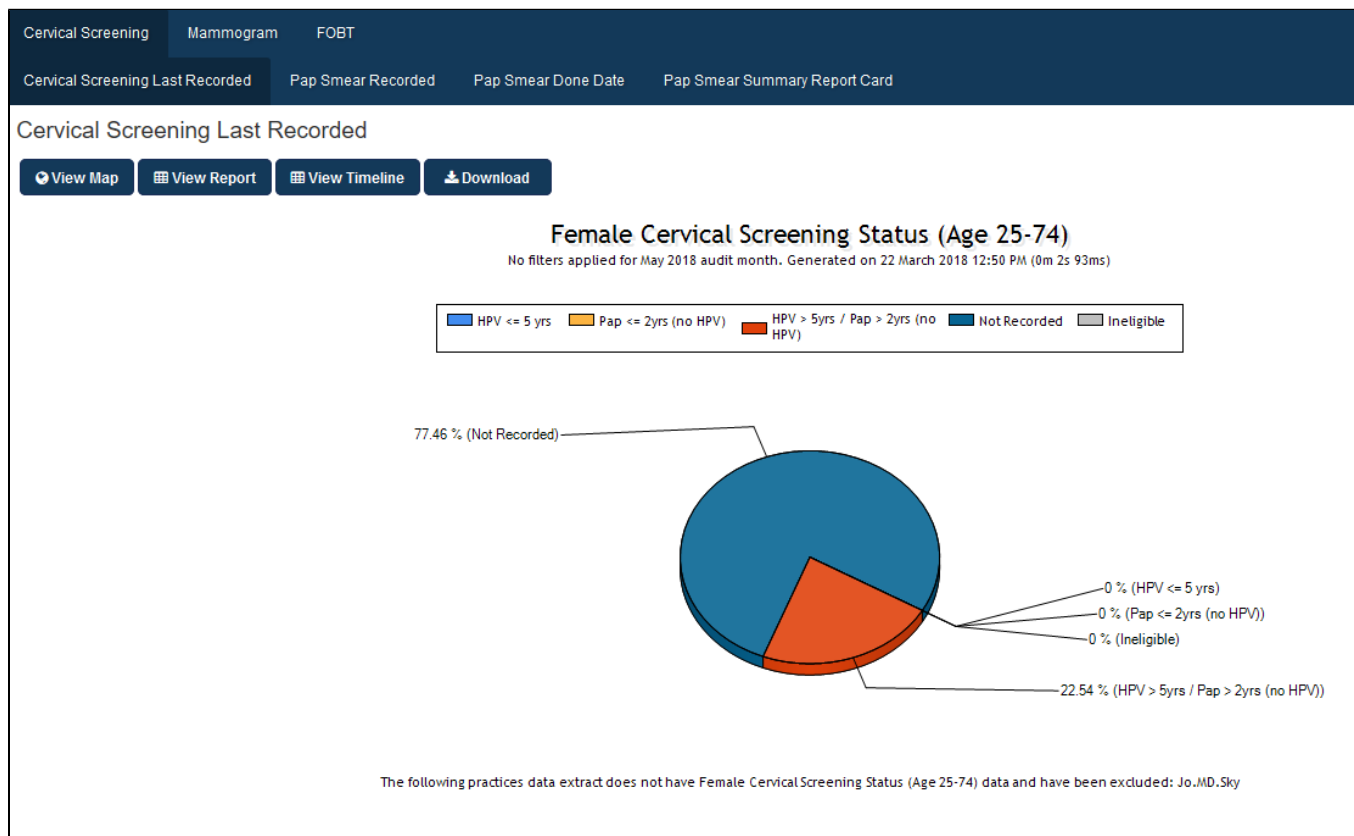 Cervical Screening Mammogram FOBT
Cervical Screening Last Recorded Pap Smear Recorded Pap Smear Done Date Pap Smear Summary Report Card
Cervical Screening Last Recorded
View Map View Report View Timeline Download
Female Cervical Screening Status (Age 25-74)
No filters applied for May 2018 audit month. Generated on 22 March 2018 12:50 PM (0m 2s 93ms)
HPV <= 5 yrs Pap <= 2yrs (no HPV) HPV > 5yrs / Pap > 2yrs (no Not Recorded Ineligible
HPV)
77.46 % (Not Recorded)
0 % (HPV <= 5 yrs)
0 % (Pap <= 2yrs (no HPV))
0 % (Ineligible)
22.54 % (HPV > 5yrs / Pap > 2yrs (no HPV))
The following practices data extract does not have Female Cervical Screening Status (Age 25-74) data and have been excluded: Jo.MD.Sky